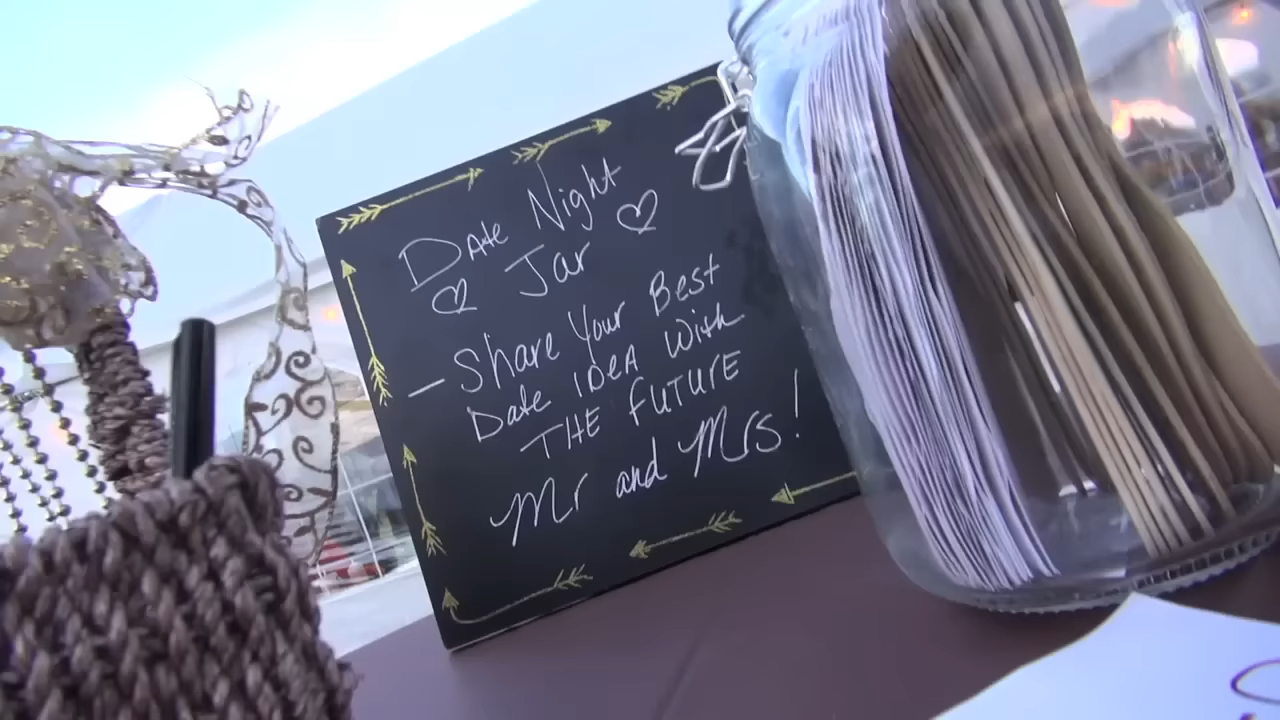 Date Night
Jar
– Share Your Best
Date IDEA With
THE FUTURE
Mr and Mrs!